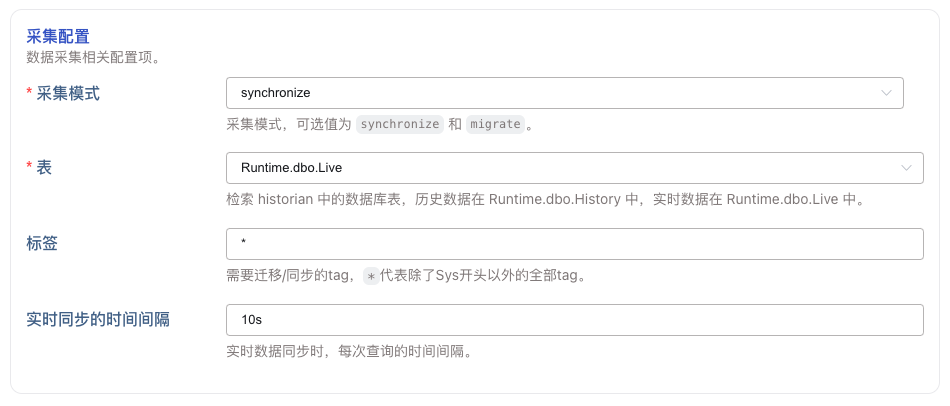 采集配置
数据采集相关配置项。
* 采集模式
synchronize
采集模式，可选值为 synchronize 和 migrate 。
* 表
Runtime.dbo.Live
检索 historian 中的数据库表，历史数据在 Runtime.dbo.History 中，实时数据在 Runtime.dbo.Live 中。
标签
*
需要迁移/同步的tag，*代表除了Sys开头以外的全部tag。
实时同步的时间间隔
10s
实时数据同步时，每次查询的时间间隔。